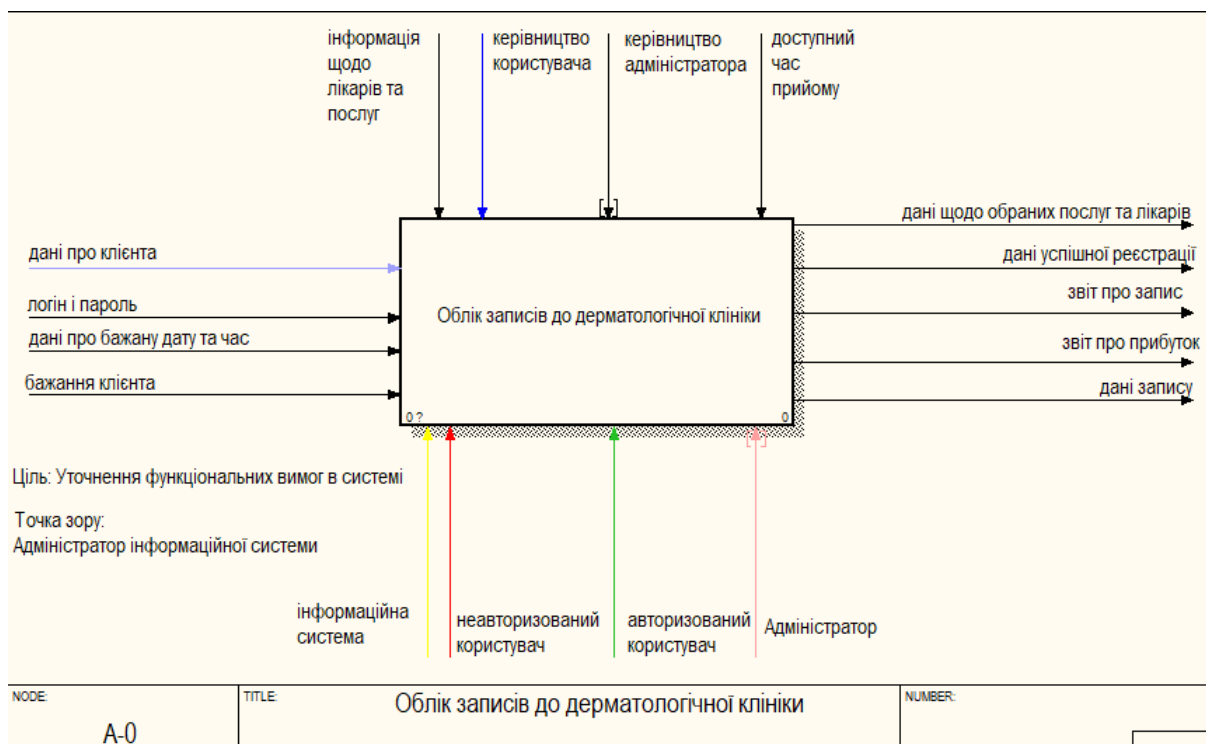 інформація
щодо
лікарів та
послуг
керівництво
користувача
керівництво
адміністратора
доступний
час
прийому
дані про клієнта
логін і пароль
дані про бажану дату та час
бажання клієнта
Облік записів до дерматологічної клініки
0 ?
0
дані щодо обраних послуг та лікарів
дані успішної реєстрації
звіт про запис
звіт про прибуток
дані запису
Ціль: Уточнення функціональних вимог в системі
Точка зору:
Адміністратор інформаційної системи
інформаційна
система
неавторизований
користувач
авторизований
користувач
Адміністратор
NODE:
A-0
TITLE:
Облік записів до дерматологічної клініки
NUMBER: